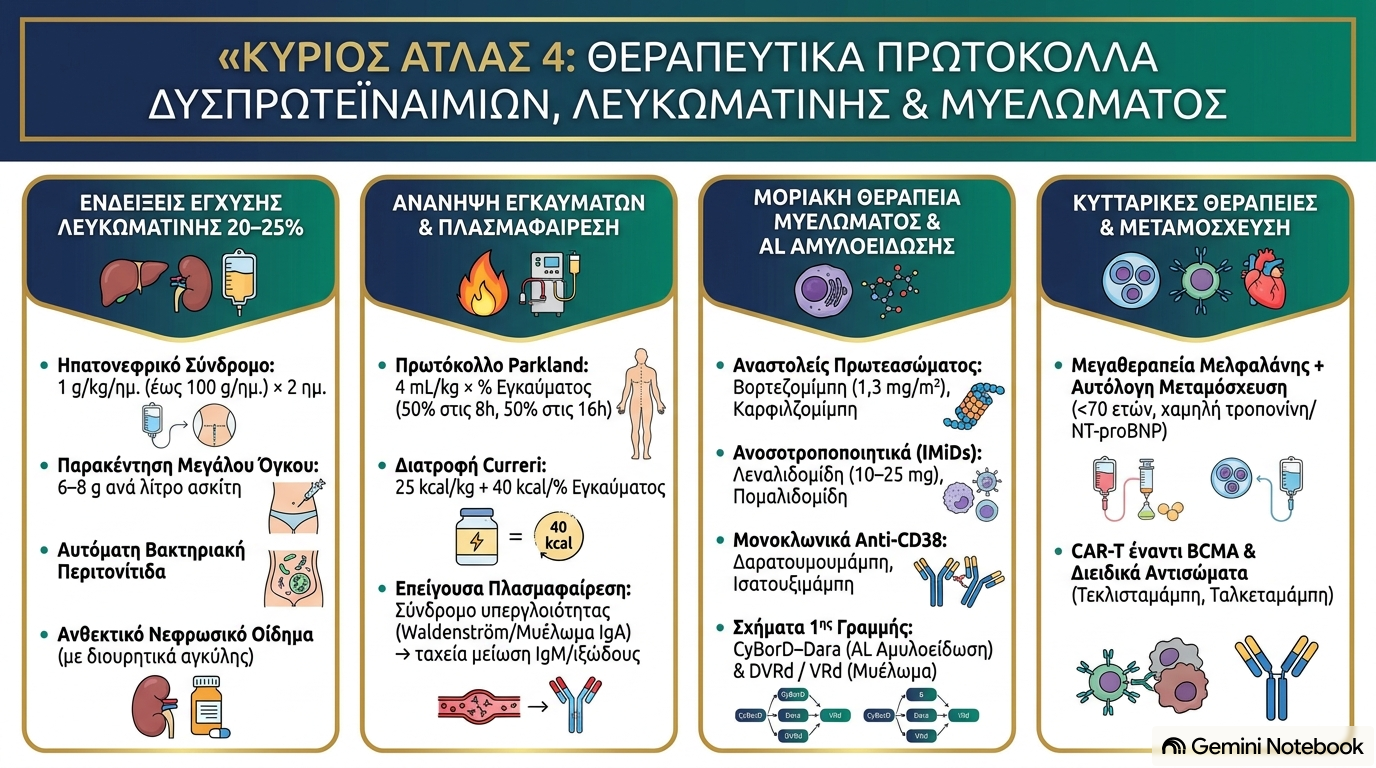 «ΚΥΡΙΟΣ ΑΤΛΑΣ 4: ΘΕΡΑΠΕΥΤΙΚΑ ΠΡΩΤΟΚΟΛΛΑ
ΔΥΣΠΡΩΤΕΪΝΑΙΜΙΩΝ, ΛΕΥΚΩΜΑΤΙΝΗΣ & ΜΥΕΛΩΜΑΤΟΣ
ΕΝΔΕΙΞΕΙΣ ΕΓΧΥΣΗΣ
ΛΕΥΚΩΜΑΤΙΝΗΣ 20–25%
• Ηπατονεφρικό Σύνδρομο:
1 g/kg/ημ. (έως 100 g/ημ.) × 2 ημ.
• Παρακέντηση Μεγάλου Όγκου:
6–8 g ανά λίτρο ασκίτη
• Αυτόματη Βακτηριακή
Περιτονίτιδα
• Ανθεκτικό Νεφρωσικό Οίδημα
(με διουρητικά αγκύλης)
ΑΝΑΝΗΨΗ ΕΓΚΑΥΜΑΤΩΝ
& ΠΛΑΣΜΑΦΑΙΡΕΣΗ
• Πρωτόκολλο Parkland:
4 mL/kg × % Εγκαύματος
(50% στις 8h, 50% στις 16h)
• Διατροφή Curreri:
25 kcal/kg + 40 kcal/% Εγκαύματος
=
40
kcal
• Επείγουσα Πλασμαφαίρεση:
Σύνδρομο υπεργλοιότητας
(Waldenström/Μυέλωμα IgA)
→ ταχεία μείωση IgM/ιξώδους
ΜΟΡΙΑΚΗ ΘΕΡΑΠΕΙΑ
ΜΥΕΛΩΜΑΤΟΣ &
AL ΑΜΥΛΟΕΙΔΩΣΗΣ
• Αναστολείς Πρωτεασώματος:
Βορτεζομίμπη (1,3 mg/m²),
Καρφιλζομίμπη
• Ανοσοτροποποιητικά (IMiDs):
Λεναλιδομίδη (10–25 mg),
Πομαλιδομίδη
• Μονοκλωνικά Anti-CD38:
Δαρατουμουμάμπη,
Ισατουξιμάμπη
• Σχήματα 1ης Γραμμής:
CyBorD–Dara (AL Αμυλοείδωση)
& DVRd / VRd (Μυέλωμα)
CyBorD
Dara
ΚΥΤΤΑΡΙΚΕΣ ΘΕΡΑΠΕΙΕΣ
& ΜΕΤΑΜΟΣΧΕΥΣΗ
• Μεγαθεραπεία Μελφαλάνης +
Αυτόλογη Μεταμόσχευση
(<70 ετών, χαμηλή τροπονίνη/
NT-proBNP)
• CAR-T έναντι BCMA &
Διειδικά Αντισώματα
(Τεκλισταμάμπη, Ταλκεταμάμπη)
Gemini Notebook